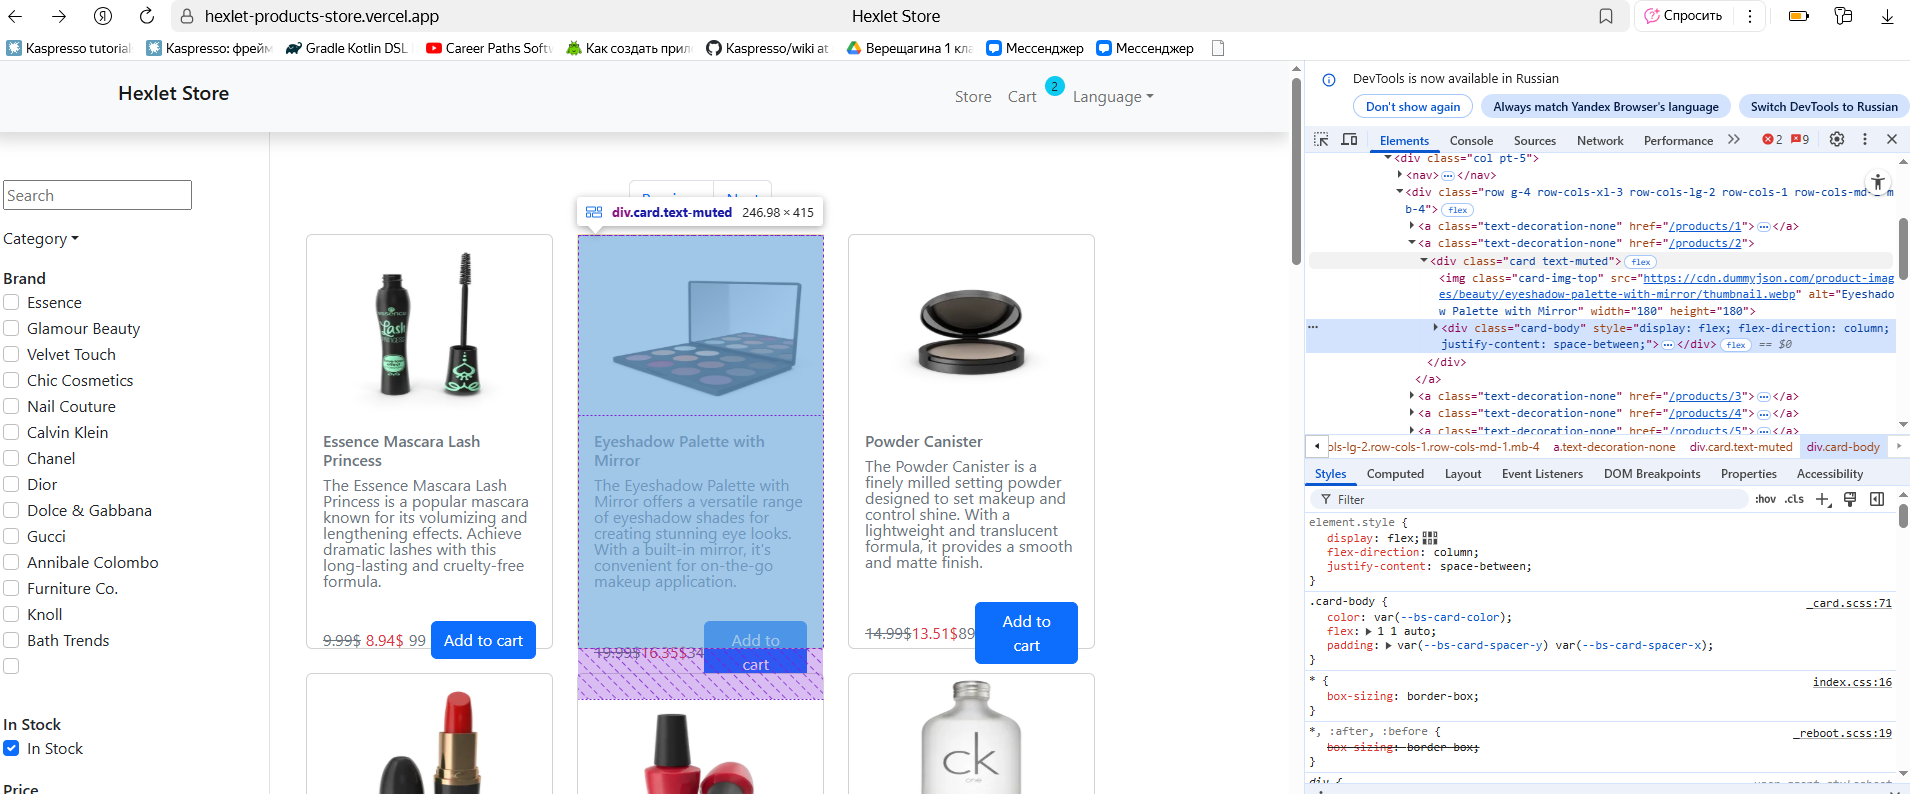 hexlet-products-store.vercel.app
Hexlet Store
Спросить
Kaspresso tutorial
Kaspresso: фрейм
Gradle Kotlin DSL
Career Paths Softw
Как создать прил
Kaspresso/wiki at
Верещагина 1 кла
Мессенджер
Мессенджер
Hexlet Store
Store
Cart
2
Language
Search
Category
Brand
Essence
Glamour Beauty
Velvet Touch
Chic Cosmetics
Nail Couture
Calvin Klein
Chanel
Dior
Dolce & Gabbana
Gucci
Annibale Colombo
Furniture Co.
Knoll
Bath Trends
In Stock
In Stock
Price
div.card.text-muted 246.98 × 415
Essence Mascara Lash
Princess
The Essence Mascara Lash
Princess is a popular mascara
known for its volumizing and
lengthening effects. Achieve
dramatic lashes with this
long-lasting and cruelty-free
formula.
9.99$ 8.94$ 99
Add to cart
Eyeshadow Palette with
Mirror
The Eyeshadow Palette with
Mirror offers a versatile range
of eyeshadow shades for
creating stunning eye looks.
With a built-in mirror, it's
convenient for on-the-go
makeup application.
19.99$16.35$34
Add to
cart
Powder Canister
The Powder Canister is a
finely milled setting powder
designed to set makeup and
control shine. With a
lightweight and translucent
formula, it provides a smooth
and matte finish.
14.99$13.51$89
Add to
cart
essence
Lash
PRINCESS
ck
one
DevTools is now available in Russian
Don't show again
Always match Yandex Browser's language
Switch DevTools to Russian
Elements
Console
Sources
Network
Performance
2
9
<div class="col pt-5">
<nav> … </nav>
<div class="row g-4 row-cols-xl-3 row-cols-lg-2 row-cols-1 row-cols-md-1 m
b-4"> flex
<a class="text-decoration-none" href="/products/1"> … </a>
<a class="text-decoration-none" href="/products/2">
<div class="card text-muted"> flex
<img class="card-img-top" src="https://cdn.dummyjson.com/product-imag
es/beauty/eyeshadow-palette-with-mirror/thumbnail.webp" alt="Eyeshado
w Palette with Mirror" width="180" height="180">
<div class="card-body" style="display: flex; flex-direction: column;
justify-content: space-between;"> … </div> flex == $0
</div>
</a>
<a class="text-decoration-none" href="/products/3"> … </a>
<a class="text-decoration-none" href="/products/4"> … </a>
<a class="text-decoration-none" href="/products/5"> … </a>
ols-lg-2.row-cols-1.row-cols-md-1.mb-4
a.text-decoration-none
div.card.text-muted
div.card-body
Styles
Computed
Layout
Event Listeners
DOM Breakpoints
Properties
Accessibility
Filter
:hov
.cls
element.style {
display: flex;
flex-direction: column;
justify-content: space-between;
}
.card-body {
_card.scss:71
color: var(--bs-card-color);
flex: 1 1 auto;
padding: var(--bs-card-spacer-y) var(--bs-card-spacer-x);
}
* {
index.css:16
box-sizing: border-box;
}
*, :after, :before {
_reboot.scss:19
box-sizing: border-box;
}
div {